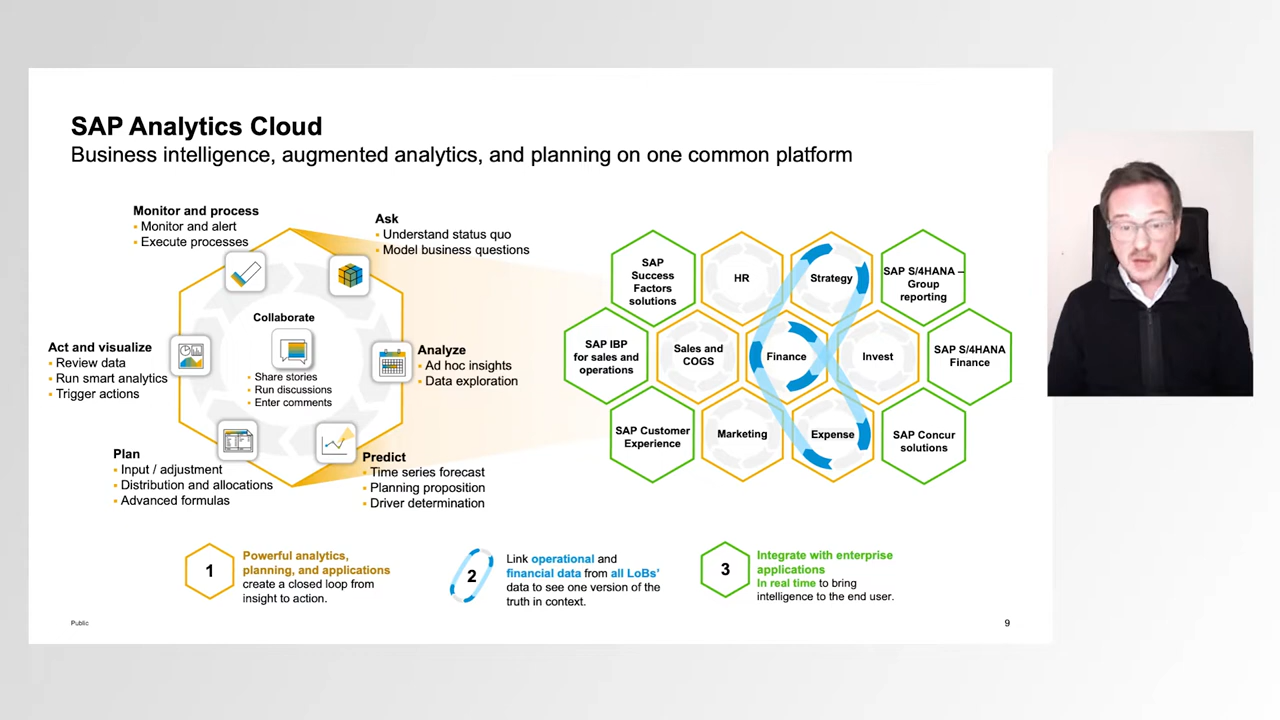 SAP Analytics Cloud
Business intelligence, augmented analytics, and planning on one common platform
Monitor and process
▪ Monitor and alert
▪ Execute processes
Ask
▪ Understand status quo
▪ Model business questions
Collaborate
▪ Share stories
▪ Run discussions
▪ Enter comments
Act and visualize
▪ Review data
▪ Run smart analytics
▪ Trigger actions
Analyze
▪ Ad hoc insights
▪ Data exploration
Plan
▪ Input / adjustment
▪ Distribution and allocations
▪ Advanced formulas
Predict
▪ Time series forecast
▪ Planning proposition
▪ Driver determination
SAP
Success
Factors
solutions
HR
Strategy
SAP S/4HANA –
Group
reporting
SAP IBP
for sales and
operations
Sales and
COGS
Finance
Invest
SAP S/4HANA
Finance
SAP Customer
Experience
Marketing
Expense
SAP Concur
solutions
1
Powerful analytics,
planning, and applications
create a closed loop from
insight to action.
2
Link operational and
financial data from all LoBs'
data to see one version of the
truth in context.
3
Integrate with enterprise
applications
In real time to bring
intelligence to the end user.
Public
9